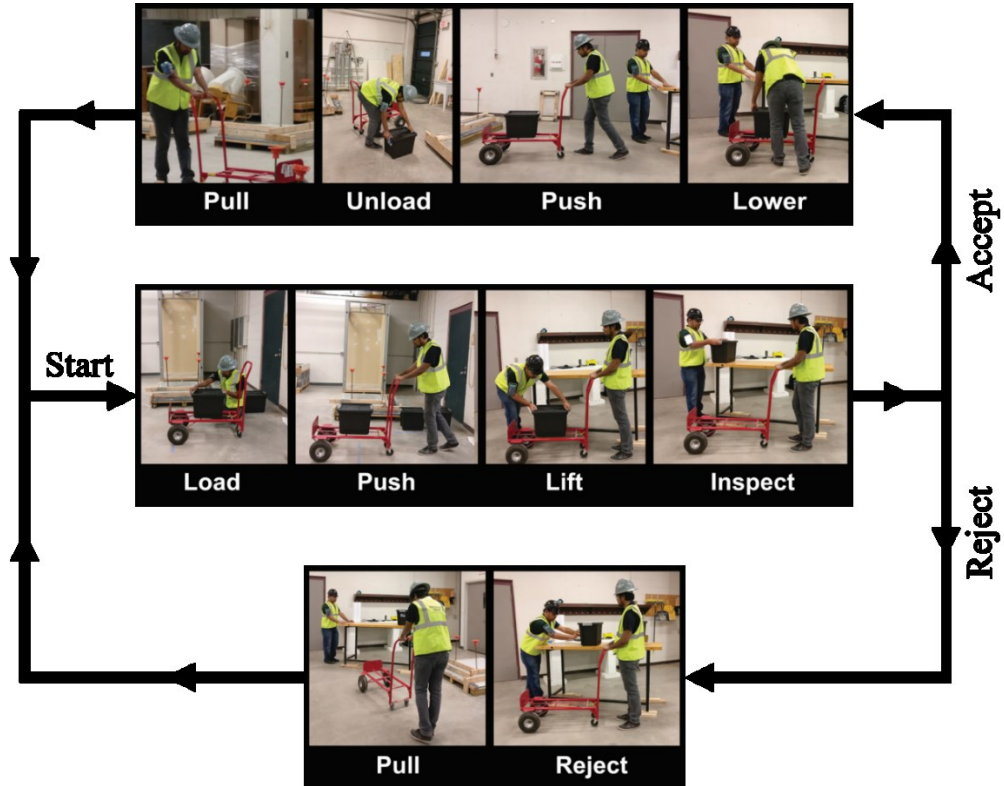 Pull Unload Push Lower
Accept
Start
Load Push Lift Inspect
Reject
Pull Reject